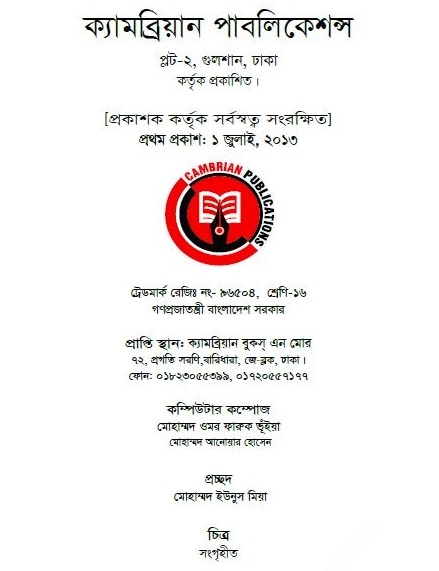 ক্যামব্রিয়ান পাবলিকেশন্স
প্লট-২, গুলশান, ঢাকা
কর্তৃক প্রকাশিত।
[প্রকাশক কর্তৃক সর্বস্বত্ব সংরক্ষিত]
প্রথম প্রকাশ: ১ জুলাই, ২০১৩
CAMBRIAN PUBLICATIONS
ট্রেডমার্ক রেজিঃ নং- ৯৬৫০৪, শ্রেণি-১৬
গণপ্রজাতন্ত্রী বাংলাদেশ সরকার
প্রাপ্তি স্থান: ক্যামব্রিয়ান বুকস্ এন মোর
৭২, প্রগতি সরণি,বারিধারা, জে-ব্লক, ঢাকা।
ফোন: ০১৮২৩০৫৫৩৯৯, ০১৭২০৫৫৭১৭৭
কম্পিউটার কম্পোজ
মোহাম্মদ ওমর ফারুক ভূঁইয়া
মোহাম্মদ আনোয়ার হোসেন
প্রচ্ছদ
মোহাম্মদ ইউনুস মিয়া
চিত্র
সংগৃহীত